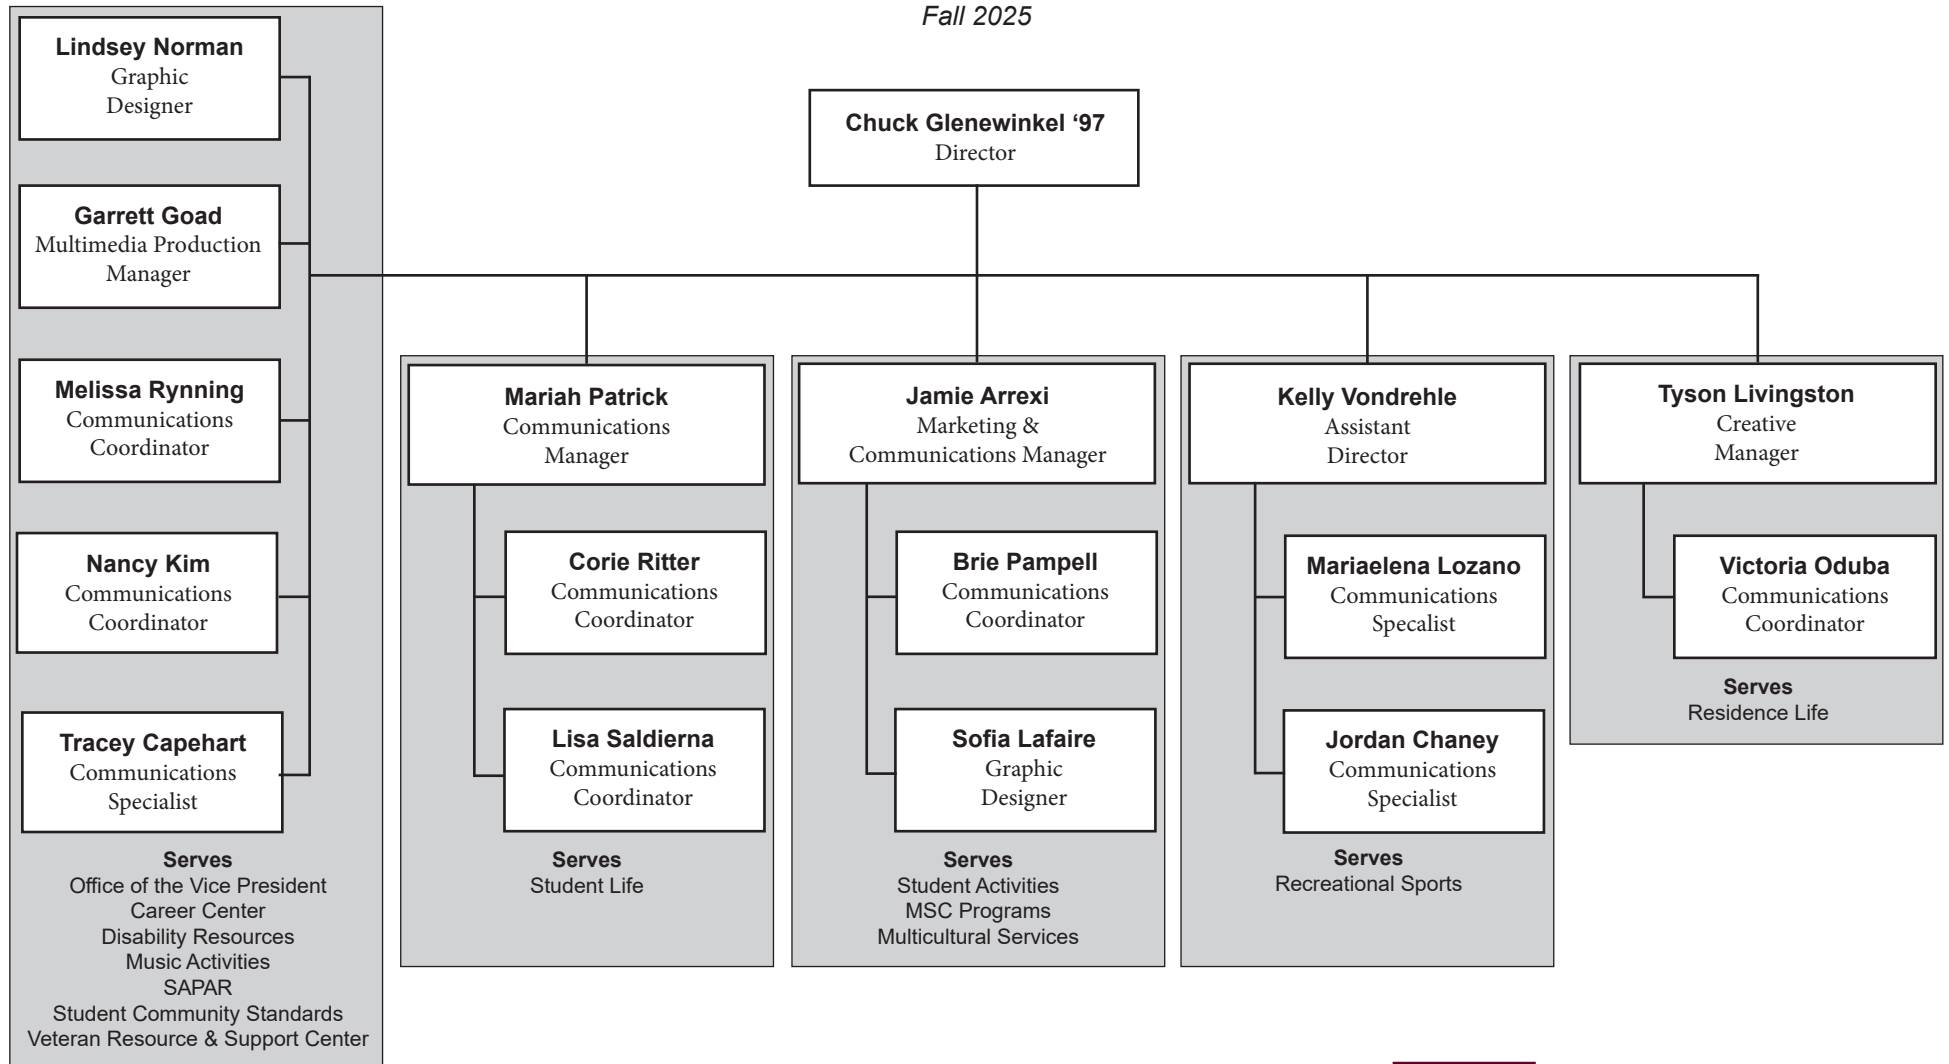 Fall 2025
Chuck Glenewinkel ‘97
Director
Lindsey Norman
Graphic
Designer
Garrett Goad
Multimedia Production
Manager
Melissa Rynning
Communications
Coordinator
Nancy Kim
Communications
Coordinator
Tracey Capehart
Communications
Specialist
Serves
Office of the Vice President
Career Center
Disability Resources
Music Activities
SAPAR
Student Community Standards
Veteran Resource & Support Center
Mariah Patrick
Communications
Manager
Corie Ritter
Communications
Coordinator
Lisa Saldierna
Communications
Coordinator
Serves
Student Life
Jamie Arrexi
Marketing &
Communications Manager
Brie Pampell
Communications
Coordinator
Sofia Lafaire
Graphic
Designer
Serves
Student Activities
MSC Programs
Multicultural Services
Kelly Vondrehle
Assistant
Director
Mariaelena Lozano
Communications
Specalist
Jordan Chaney
Communications
Specialist
Serves
Recreational Sports
Tyson Livingston
Creative
Manager
Victoria Oduba
Communications
Coordinator
Serves
Residence Life